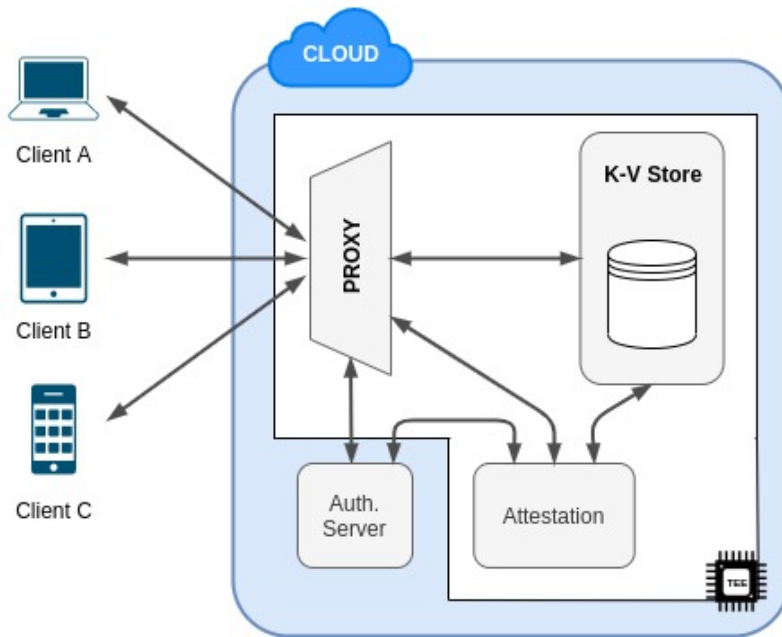 CLOUD
Client A
K-V Store
PROXY
Client B
Client C
Auth.
Server
Attestation
TEE